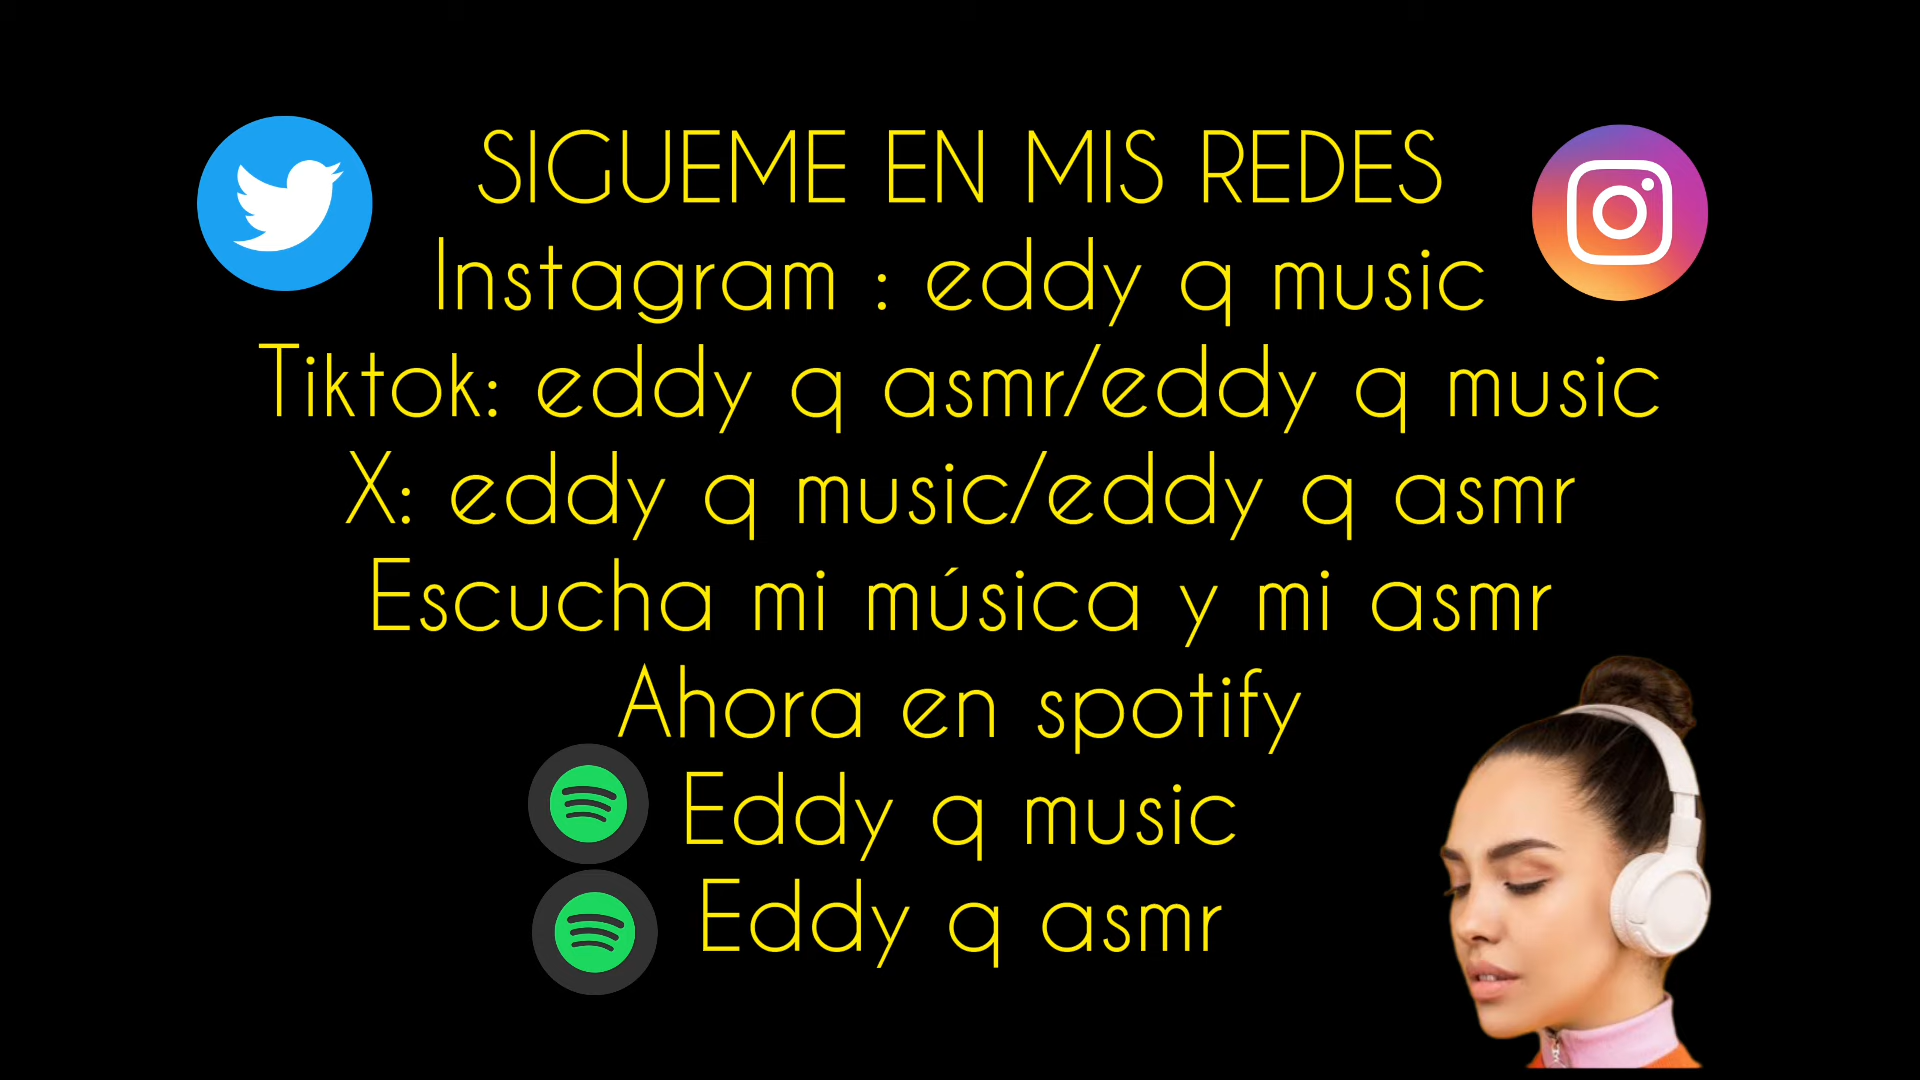 SIGUEME EN MIS REDES
Instagram : eddy q music
Tiktok: eddy q asmr/eddy q music
X: eddy q music/eddy q asmr
Escucha mi música y mi asmr
Ahora en spotify
Eddy q music
Eddy q asmr